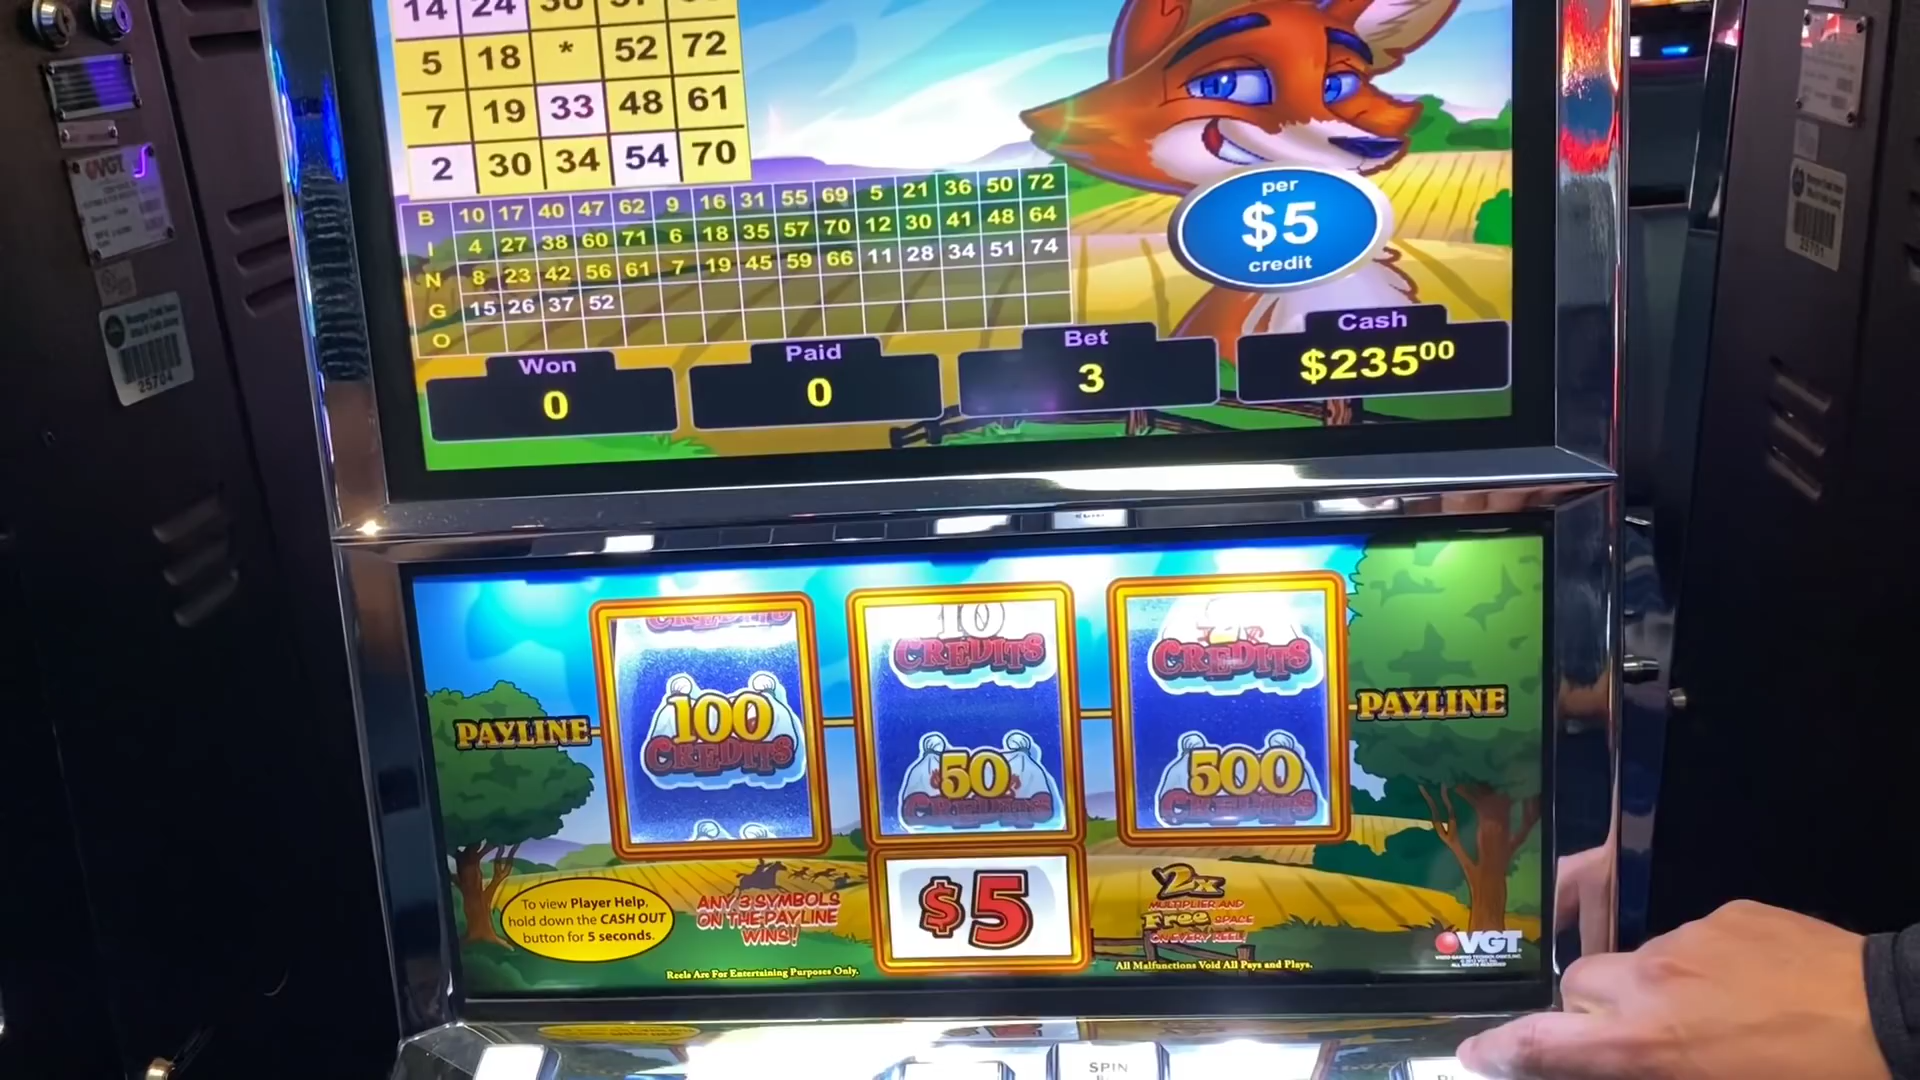 14 24
5 18 * 52 72
7 19 33 48 61
2 30 34 54 70
B 10 17 40 47 62 9 16 31 55 69 5 21 36 50 72
I 4 27 38 60 71 6 18 35 57 70 12 30 41 48 64
N 8 23 42 56 61 7 19 45 59 66 11 28 34 51 74
G 15 26 37 52
O
per
$5
credit
Won
0
Paid
0
Bet
3
Cash
$235⁰⁰
VGT
25704
25701
CREDITS
100
CREDITS
10
CREDITS
50
CREDITS
CREDITS
500
CREDITS
PAYLINE
PAYLINE
To view Player Help,
hold down the CASH OUT
button for 5 seconds.
ANY 3 SYMBOLS
ON THE PAYLINE
WINS!
$5
2x
MULTIPLIER AND
Free SPACE
ON EVERY REEL!
VGT
Reels Are For Entertaining Purposes Only.
All Malfunctions Void All Pays and Plays.
SPIN